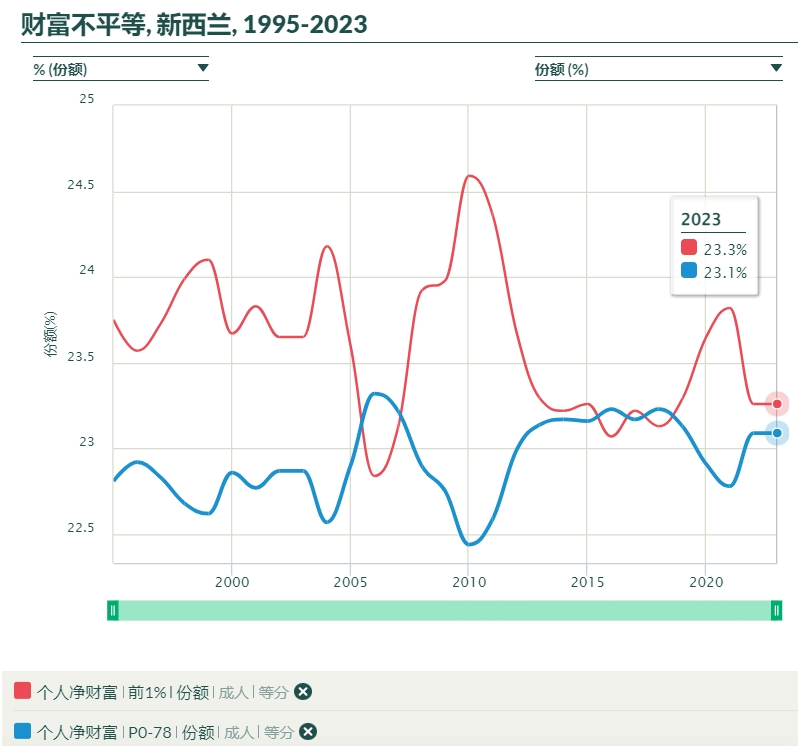 财富不平等, 新西兰, 1995-2023
% (份额)
份额 (%)
25
24.5
24
23.5
23
22.5
份额(%)
2023
23.3%
23.1%
2000
2005
2010
2015
2020
个人净财富 | 前1% | 份额 | 成人 | 等分
个人净财富 | P0-78 | 份额 | 成人 | 等分